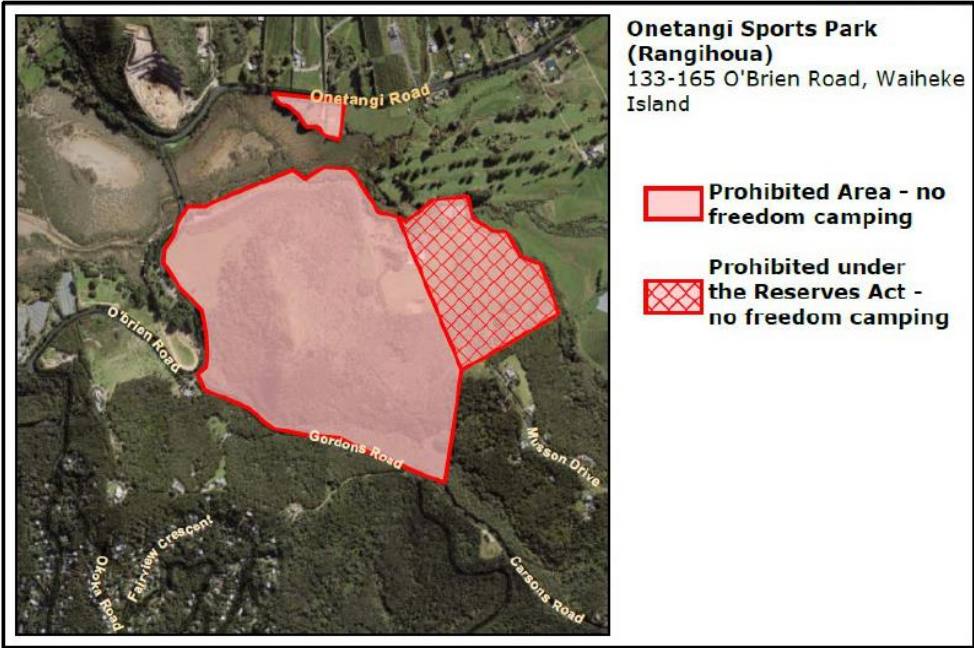 Onetangi Sports Park
(Rangihoua)
133-165 O'Brien Road, Waiheke
Island
Prohibited Area - no
freedom camping
Prohibited under
the Reserves Act -
no freedom camping
Onetangi Road
O'brien Road
Gordons Road
Musson Drive
Fairview Crescent
Okoka Road
Carsons Road